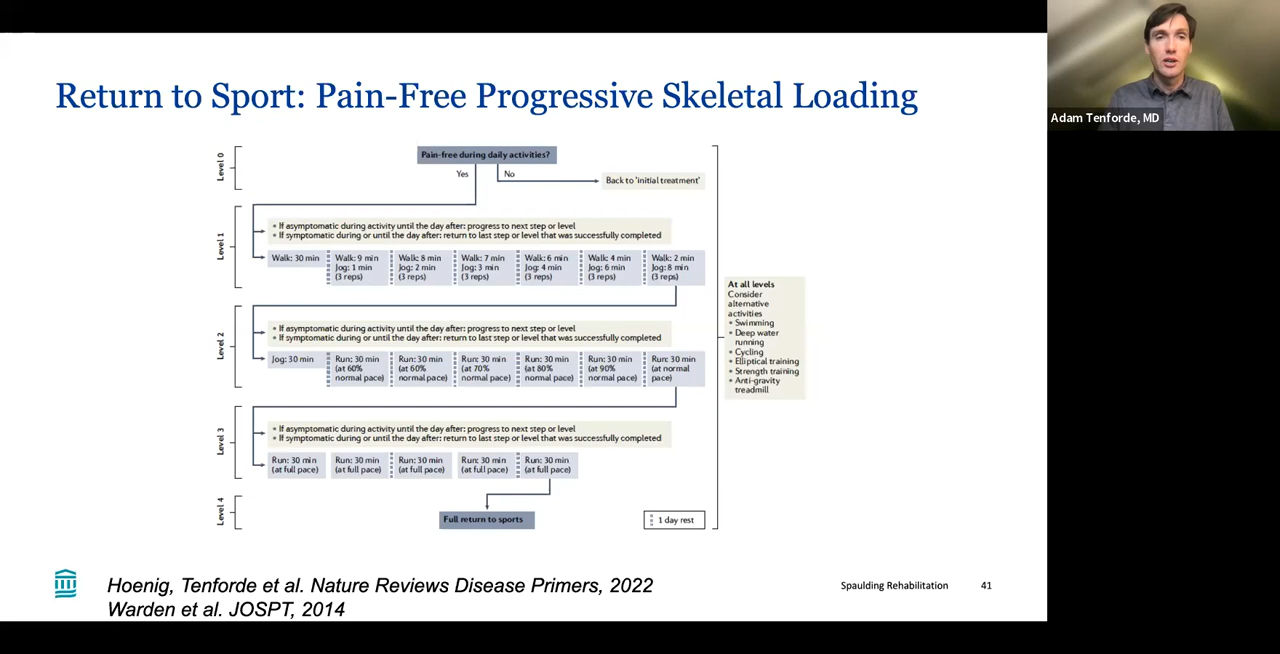 Return to Sport: Pain-Free Progressive Skeletal Loading
Adam Tenforde, MD
Level 0
Pain-free during daily activities?
Yes
No
Back to 'initial treatment'
Level 1
• If asymptomatic during activity until the day after: progress to next step or level
• If symptomatic during or until the day after: return to last step or level that was successfully completed
Walk: 30 min
Walk: 9 min
Jog: 1 min
(3 reps)
Walk: 8 min
Jog: 2 min
(3 reps)
Walk: 7 min
Jog: 3 min
(3 reps)
Walk: 6 min
Jog: 4 min
(3 reps)
Walk: 4 min
Jog: 6 min
(3 reps)
Walk: 2 min
Jog: 8 min
(3 reps)
Level 2
• If asymptomatic during activity until the day after: progress to next step or level
• If symptomatic during or until the day after: return to last step or level that was successfully completed
Jog: 30 min
Run: 30 min
(at 60%
normal pace)
Run: 30 min
(at 60%
normal pace)
Run: 30 min
(at 70%
normal pace)
Run: 30 min
(at 80%
normal pace)
Run: 30 min
(at 90%
normal pace)
Run: 30 min
(at normal
pace)
Level 3
• If asymptomatic during activity until the day after: progress to next step or level
• If symptomatic during or until the day after: return to last step or level that was successfully completed
Run: 30 min
(at full pace)
Run: 30 min
(at full pace)
Run: 30 min
(at full pace)
Run: 30 min
(at full pace)
Run: 30 min
(at full pace)
Level 4
Full return to sports
1 day rest
At all levels
Consider
alternative
activities
• Swimming
• Deep water
running
• Cycling
• Elliptical training
• Strength training
• Anti-gravity
treadmill
Hoenig, Tenforde et al. Nature Reviews Disease Primers, 2022
Warden et al. JOSPT, 2014
Spaulding Rehabilitation
41